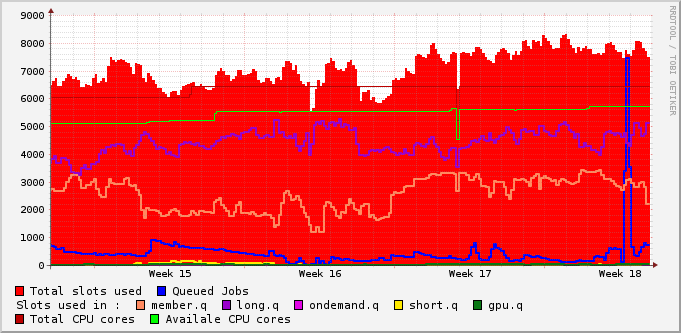 RRDTOOL / TOBI OETIKER
9000
8000
7000
6000
5000
4000
3000
2000
1000
0
Week 15 Week 16 Week 17 Week 18
Total slots used Queued Jobs
Slots used in : member.q long.q ondemand.q short.q gpu.q
Total CPU cores Availale CPU cores